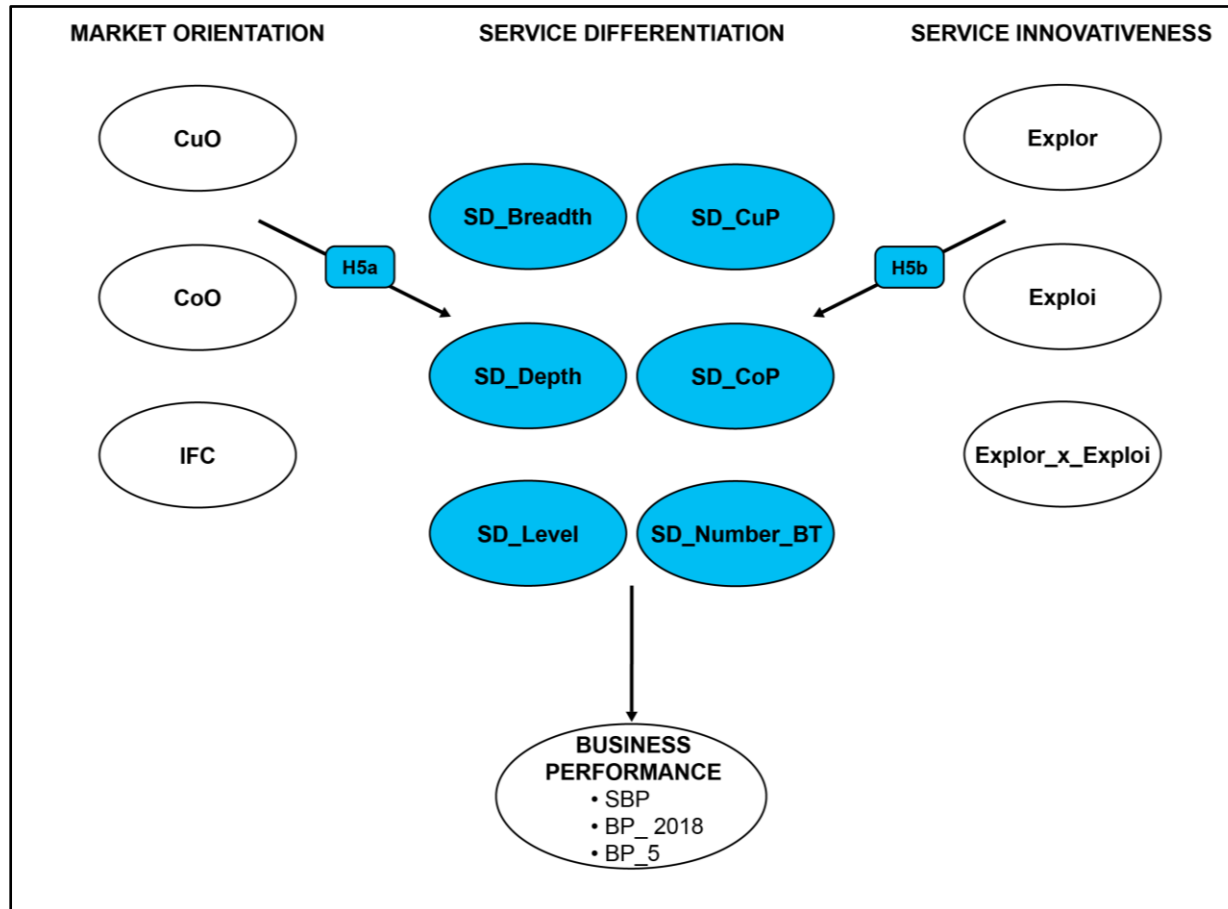 MARKET ORIENTATION
SERVICE DIFFERENTIATION
SERVICE INNOVATIVENESS
CuO
Explor
SD_Breadth
SD_CuP
H5a
H5b
CoO
Exploi
SD_Depth
SD_CoP
IFC
Explor_x_Exploi
SD_Level
SD_Number_BT
BUSINESS
PERFORMANCE
• SBP
• BP_ 2018
• BP_5